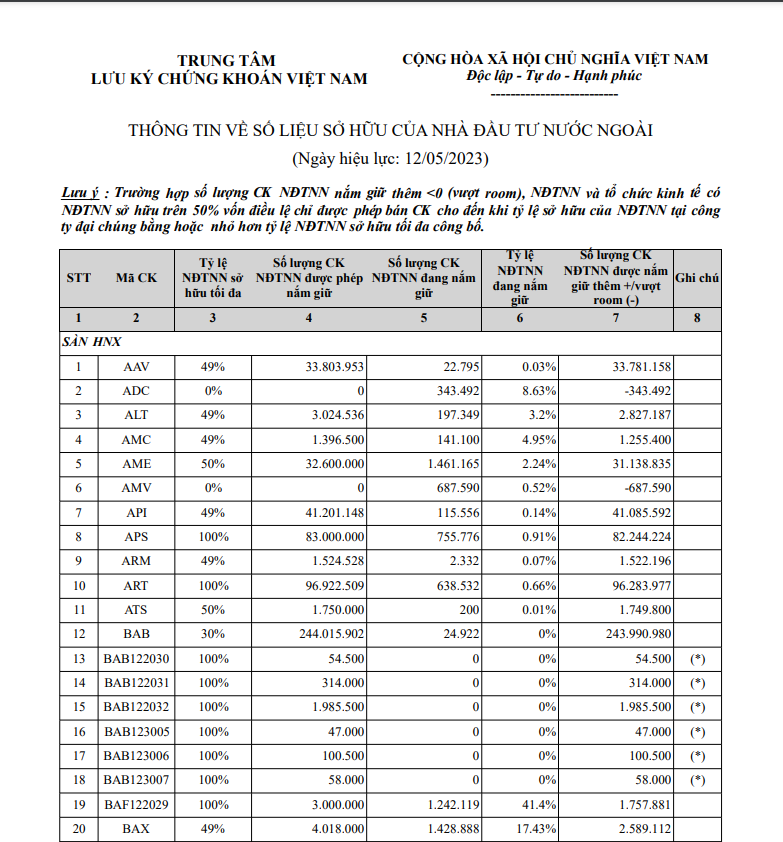 TRUNG TÂM
LƯU KÝ CHỨNG KHOÁN VIỆT NAM
CỘNG HÒA XÃ HỘI CHỦ NGHĨA VIỆT NAM
Độc lập - Tự do - Hạnh phúc
--------------------------
THÔNG TIN VỀ SỐ LIỆU SỞ HỮU CỦA NHÀ ĐẦU TƯ NƯỚC NGOÀI
(Ngày hiệu lực: 12/05/2023)
Lưu ý : Trường hợp số lượng CK NĐTNN nắm giữ thêm <0 (vượt room), NĐTNN và tổ chức kinh tế có
NĐTNN sở hữu trên 50% vốn điều lệ chỉ được phép bán CK cho đến khi tỷ lệ sở hữu của NĐTNN tại công
ty đại chúng bằng hoặc nhỏ hơn tỷ lệ NĐTNN sở hữu tối đa công bố.
STT
Mã CK
Tỷ lệ
NĐTNN sở
hữu tối đa
Số lượng CK
NĐTNN được phép
nắm giữ
Số lượng CK
NĐTNN đang nắm
giữ
Tỷ lệ
NĐTNN
đang nắm
giữ
Số lượng CK
NĐTNN được nắm
giữ thêm +/vượt
room (-)
Ghi chú
1 2 3 4 5 6 7 8
SÀN HNX
1 AAV 49% 33.803.953 22.795 0.03% 33.781.158
2 ADC 0% 0 343.492 8.63% -343.492
3 ALT 49% 3.024.536 197.349 3.2% 2.827.187
4 AMC 49% 1.396.500 141.100 4.95% 1.255.400
5 AME 50% 32.600.000 1.461.165 2.24% 31.138.835
6 AMV 0% 0 687.590 0.52% -687.590
7 API 49% 41.201.148 115.556 0.14% 41.085.592
8 APS 100% 83.000.000 755.776 0.91% 82.244.224
9 ARM 49% 1.524.528 2.332 0.07% 1.522.196
10 ART 100% 96.922.509 638.532 0.66% 96.283.977
11 ATS 50% 1.750.000 200 0.01% 1.749.800
12 BAB 30% 244.015.902 24.922 0% 243.990.980
13 BAB122030 100% 54.500 0 0% 54.500 (*)
14 BAB122031 100% 314.000 0 0% 314.000 (*)
15 BAB122032 100% 1.985.500 0 0% 1.985.500 (*)
16 BAB123005 100% 47.000 0 0% 47.000 (*)
17 BAB123006 100% 100.500 0 0% 100.500 (*)
18 BAB123007 100% 58.000 0 0% 58.000 (*)
19 BAF122029 100% 3.000.000 1.242.119 41.4% 1.757.881
20 BAX 49% 4.018.000 1.428.888 17.43% 2.589.112